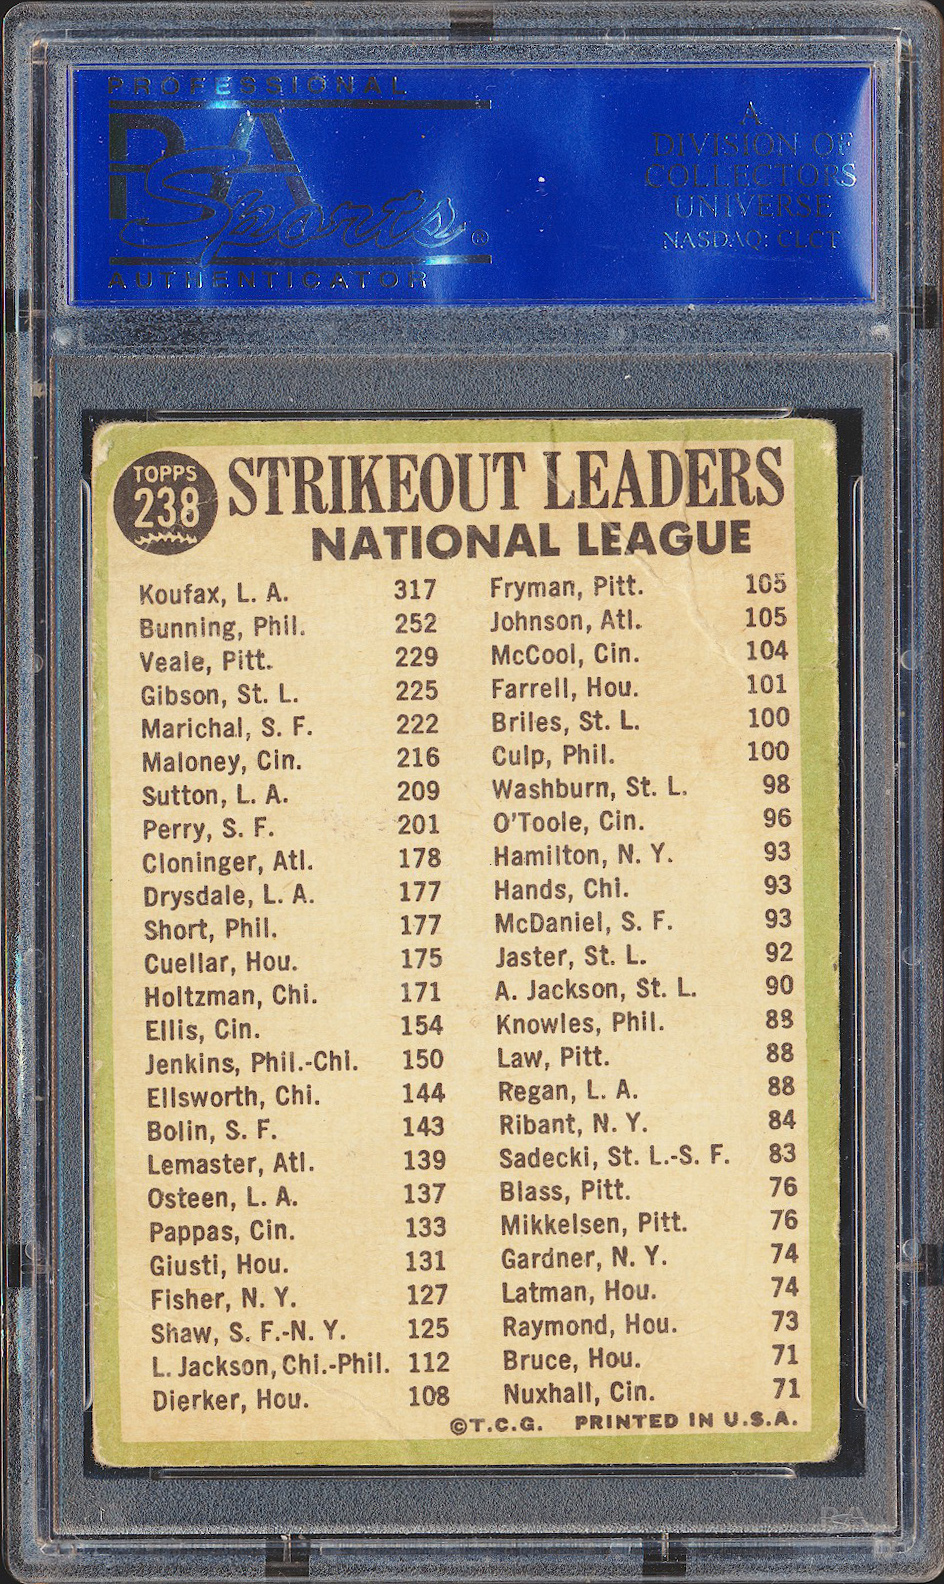 PROFESSIONAL
PSA
Sports®
AUTHENTICATOR
A
DIVISION OF
COLLECTORS
UNIVERSE
NASDAQ: CLCT
TOPPS
238
STRIKEOUT LEADERS
NATIONAL LEAGUE
Koufax, L. A. 317
Bunning, Phil. 252
Veale, Pitt. 229
Gibson, St. L. 225
Marichal, S. F. 222
Maloney, Cin. 216
Sutton, L. A. 209
Perry, S. F. 201
Cloninger, Atl. 178
Drysdale, L. A. 177
Short, Phil. 177
Cuellar, Hou. 175
Holtzman, Chi. 171
Ellis, Cin. 154
Jenkins, Phil.-Chi. 150
Ellsworth, Chi. 144
Bolin, S. F. 143
Lemaster, Atl. 139
Osteen, L. A. 137
Pappas, Cin. 133
Giusti, Hou. 131
Fisher, N. Y. 127
Shaw, S. F.-N. Y. 125
L. Jackson, Chi.-Phil. 112
Dierker, Hou. 108
Fryman, Pitt. 105
Johnson, Atl. 105
McCool, Cin. 104
Farrell, Hou. 101
Briles, St. L. 100
Culp, Phil. 100
Washburn, St. L. 98
O'Toole, Cin. 96
Hamilton, N. Y. 93
Hands, Chi. 93
McDaniel, S. F. 93
Jaster, St. L. 92
A. Jackson, St. L. 90
Knowles, Phil. 88
Law, Pitt. 88
Regan, L. A. 88
Ribant, N. Y. 84
Sadecki, St. L.-S. F. 83
Blass, Pitt. 76
Mikkelsen, Pitt. 76
Gardner, N. Y. 74
Latman, Hou. 74
Raymond, Hou. 73
Bruce, Hou. 71
Nuxhall, Cin. 71
©T.C.G. PRINTED IN U.S.A.
PSA